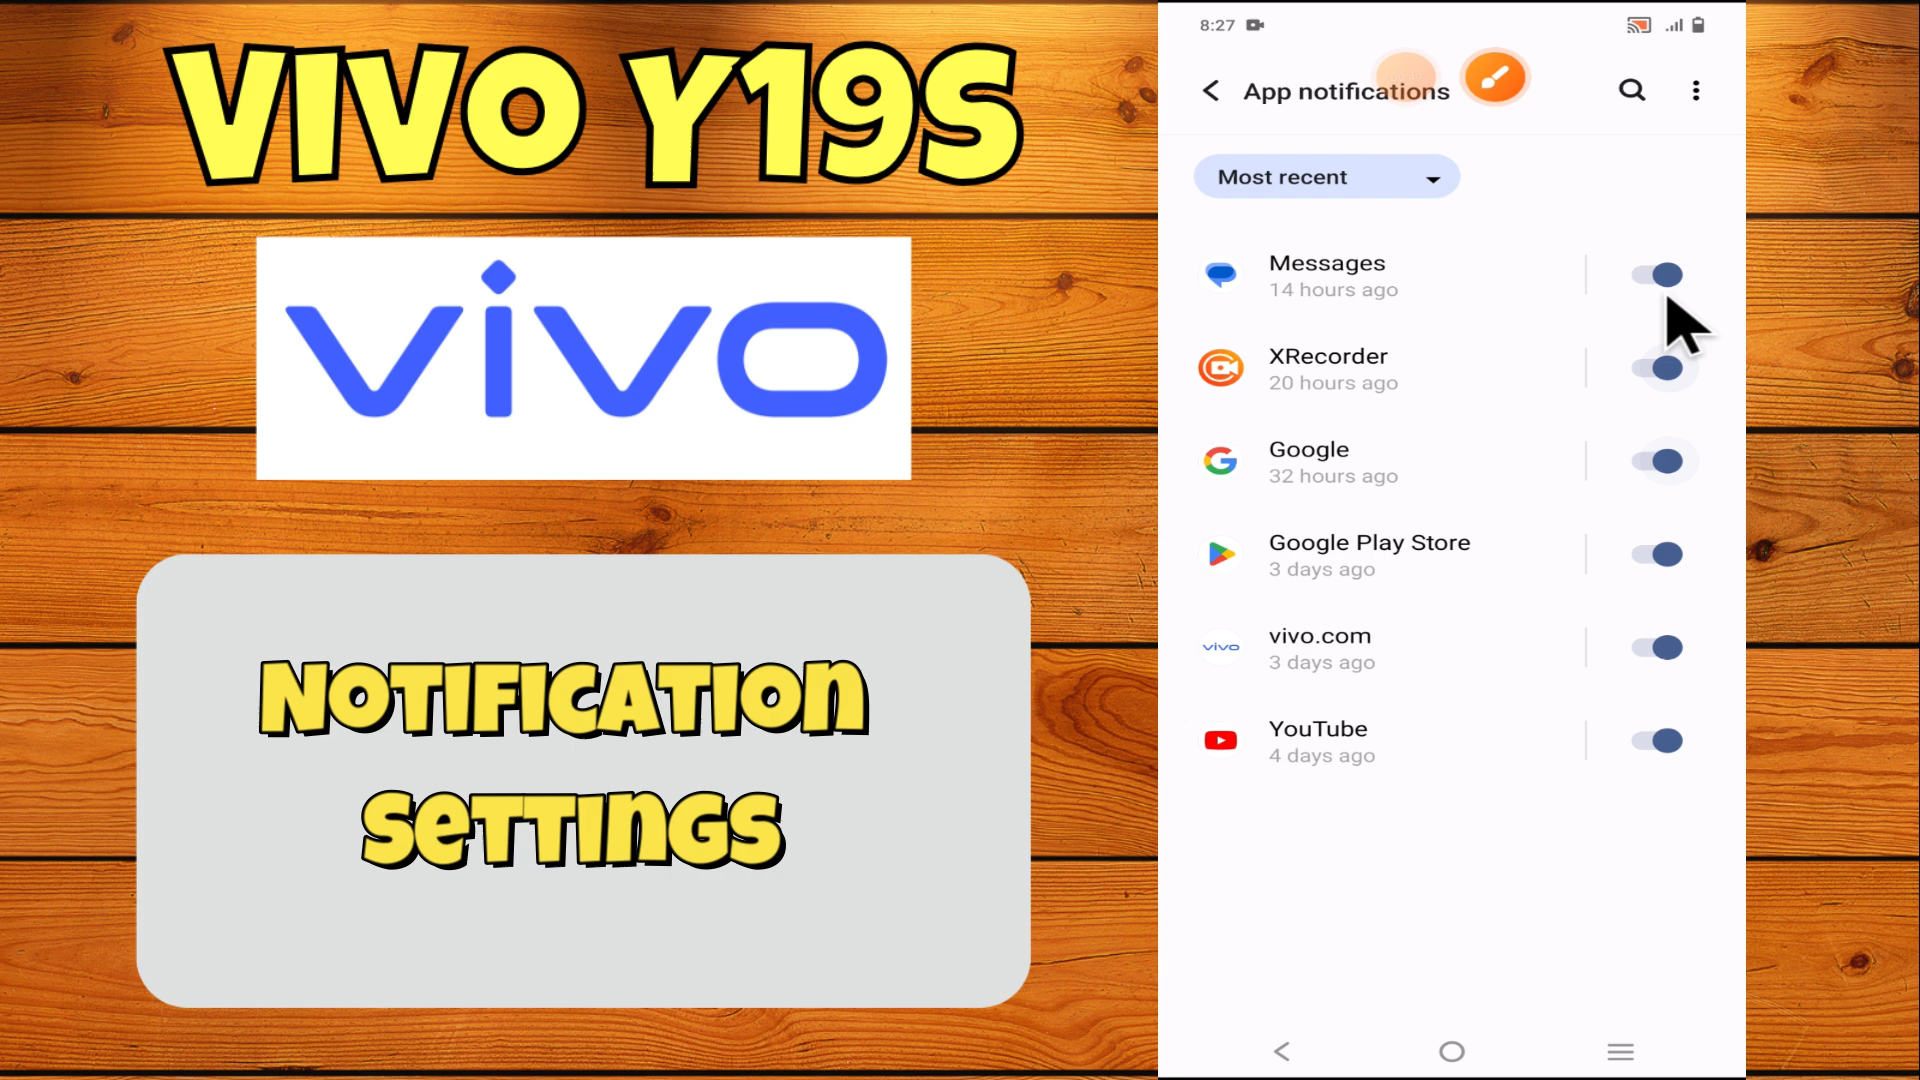 VIVO Y19S
vivo
NOTIFICATION
SETTINGS
8:27
App notifications
Most recent
Messages
14 hours ago
XRecorder
20 hours ago
Google
32 hours ago
Google Play Store
3 days ago
vivo
vivo.com
3 days ago
YouTube
4 days ago